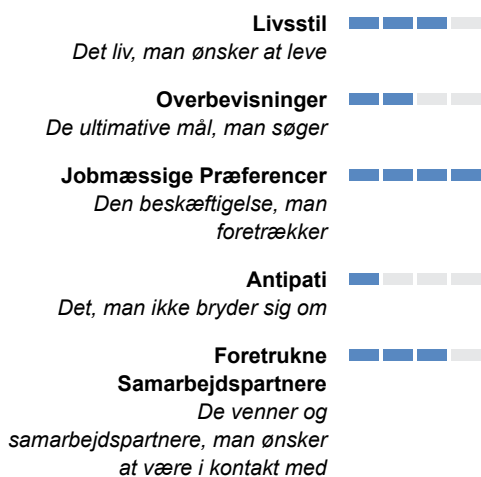 Livsstil
Det liv, man ønsker at leve
Overbevisninger
De ultimative mål, man søger
Jobmæssige Præferencer
Den beskæftigelse, man
foretrækker
Antipati
Det, man ikke bryder sig om
Foretrukne
Samarbejdspartnere
De venner og
samarbejdspartnere, man ønsker
at være i kontakt med